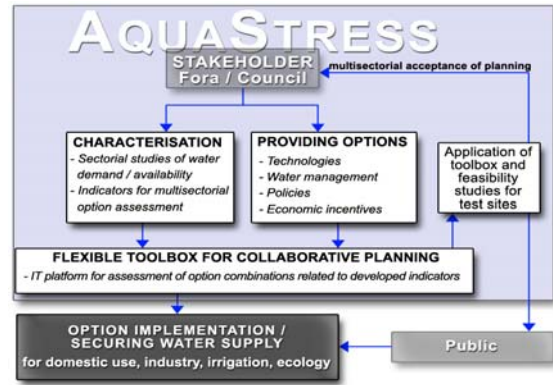 AQUASTRESS
STAKEHOLDER
Fora / Council
multisectorial acceptance of planning
CHARACTERISATION
- Sectorial studies of water
demand / availability
- Indicators for multisectorial
option assessment
PROVIDING OPTIONS
- Technologies
- Water management
- Policies
- Economic incentives
Application of
toolbox and
feasibility
studies for
test sites
FLEXIBLE TOOLBOX FOR COLLABORATIVE PLANNING
- IT platform for assessment of option combinations related to developed indicators
OPTION IMPLEMENTATION /
SECURING WATER SUPPLY
for domestic use, industry, irrigation, ecology
Public